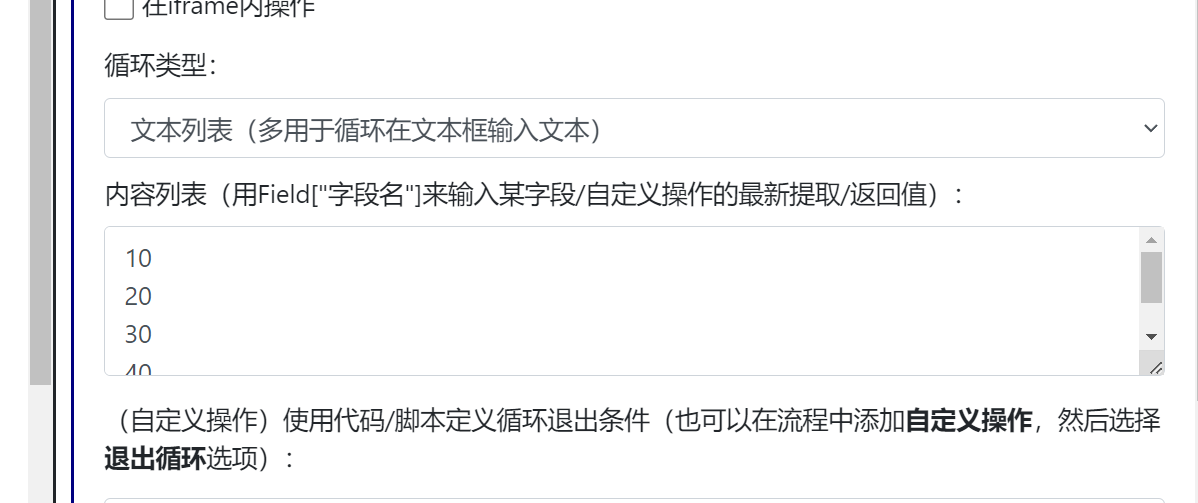 在iframe内操作
循环类型：
文本列表（多用于循环在文本框输入文本）
内容列表（用Field["字段名"]来输入某字段/自定义操作的最新提取/返回值）：
10
20
30
40
（自定义操作）使用代码/脚本定义循环退出条件（也可以在流程中添加自定义操作，然后选择
退出循环选项）：